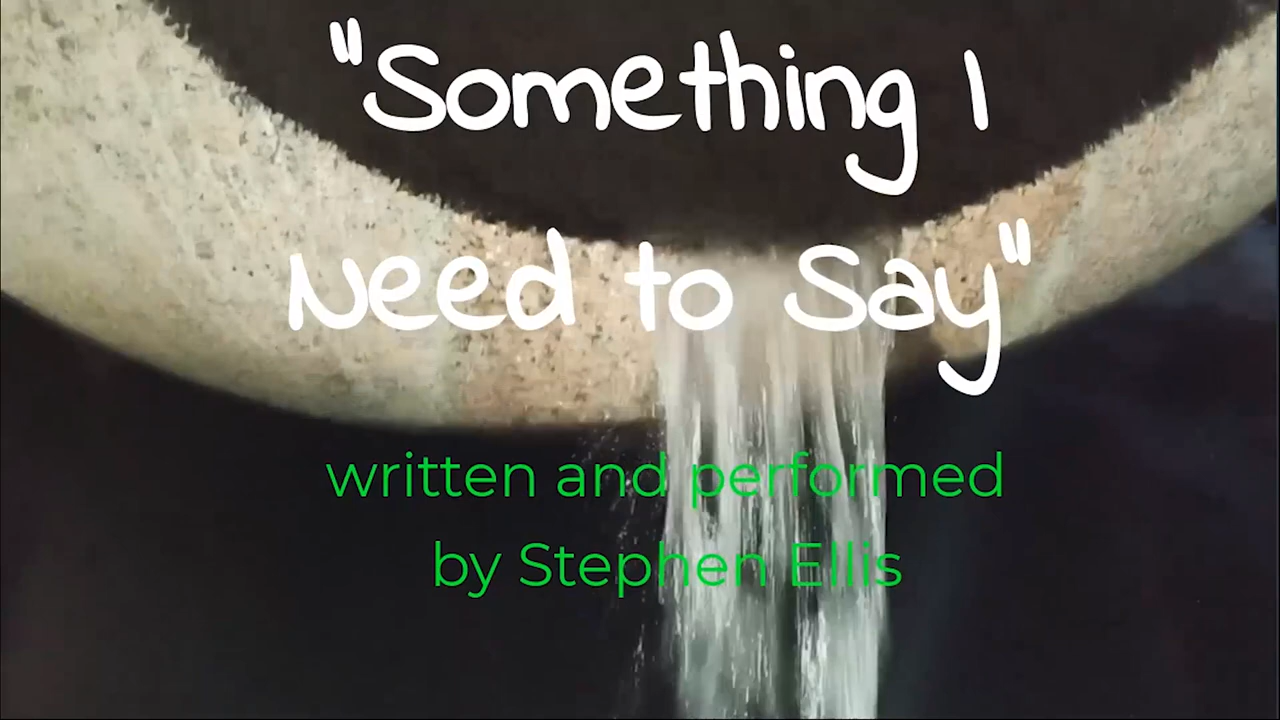 "Something I
Need to Say"
written and performed
by Stephen Ellis